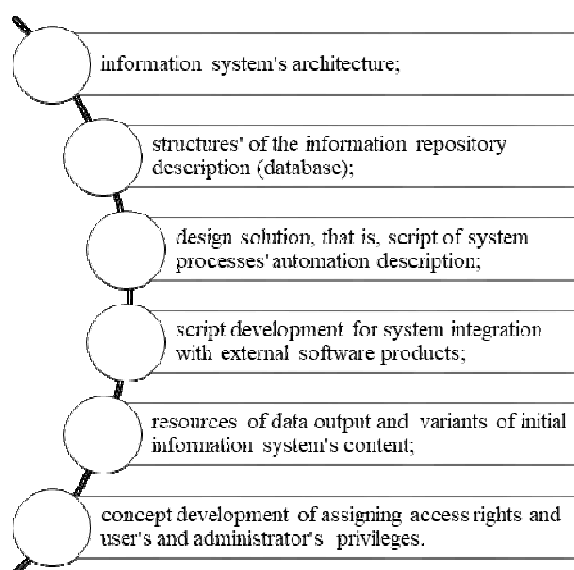 information system's architecture;
structures' of the information repository
description (database);
design solution, that is, script of system
processes' automation description;
script development for system integration
with external software products;
resources of data output and variants of initial
information system's content;
concept development of assigning access rights and
user's and administrator's privileges.